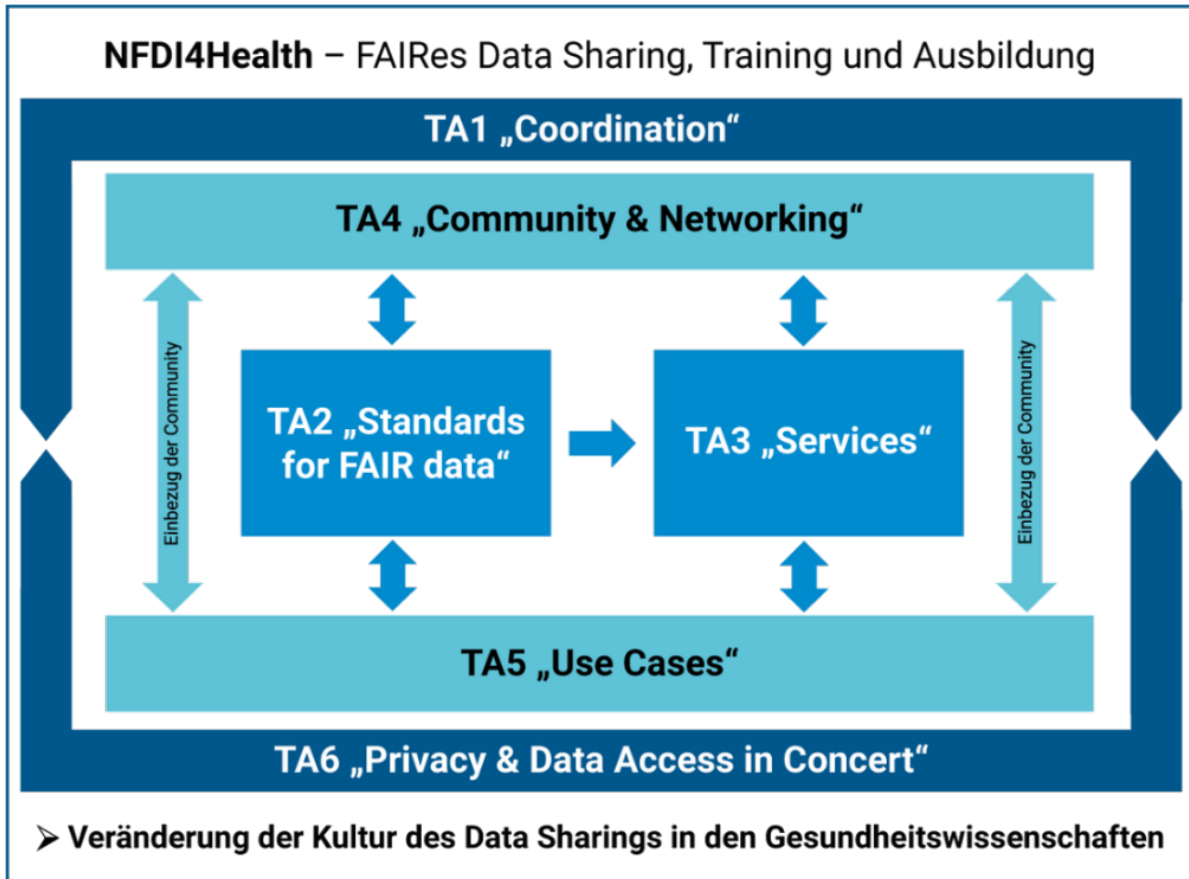 NFDI4Health – FAIRes Data Sharing, Training und Ausbildung
TA1 „Coordination“
TA4 „Community & Networking“
Einbezug der Community
TA2 „Standards
for FAIR data“
TA3 „Services“
Einbezug der Community
TA5 „Use Cases“
TA6 „Privacy & Data Access in Concert“
➢ Veränderung der Kultur des Data Sharings in den Gesundheitswissenschaften